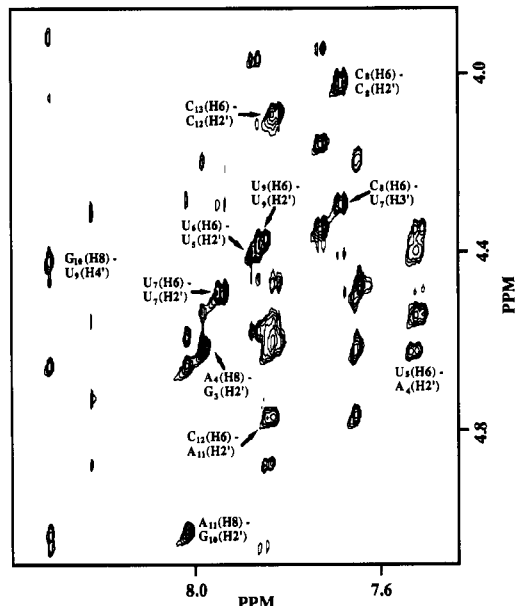 C₈(H6) -
C₈(H2')
C₁₃(H6) -
C₁₂(H2')
U₉(H6) -
U₉(H2')
C₈(H6) -
U₇(H3')
U₆(H6) -
U₅(H2')
G₁₀(H8) -
U₉(H4')
U₇(H6) -
U₇(H2')
A₄(H8) -
G₃(H2')
U₅(H6) -
A₄(H2')
C₁₂(H6) -
A₁₁(H2')
A₁₁(H8) -
G₁₀(H2')
4.0
4.4
PPM
4.8
8.0
7.6
PPM